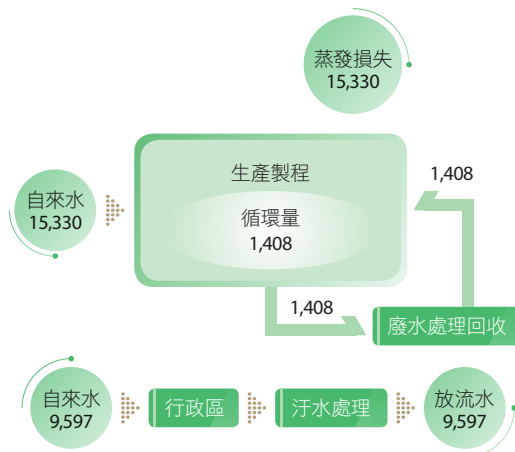 蒸發損失
15,330
自來水
15,330
生產製程
循環量
1,408
1,408
1,408
廢水處理回收
自來水
9,597
行政區
汙水處理
放流水
9,597